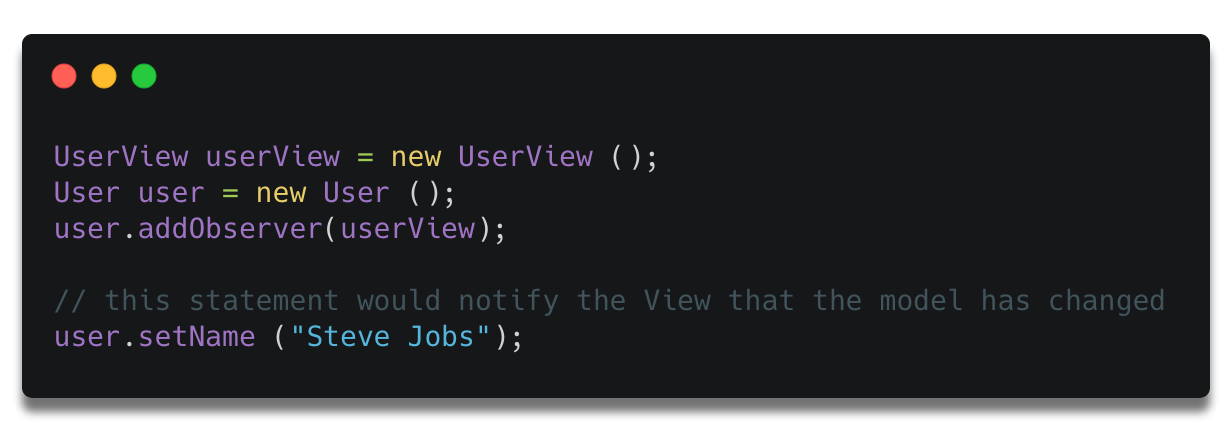 UserView userView = new UserView ();
User user = new User ();
user.addObserver(userView);
// this statement would notify the View that the model has changed
user.setName ("Steve Jobs");